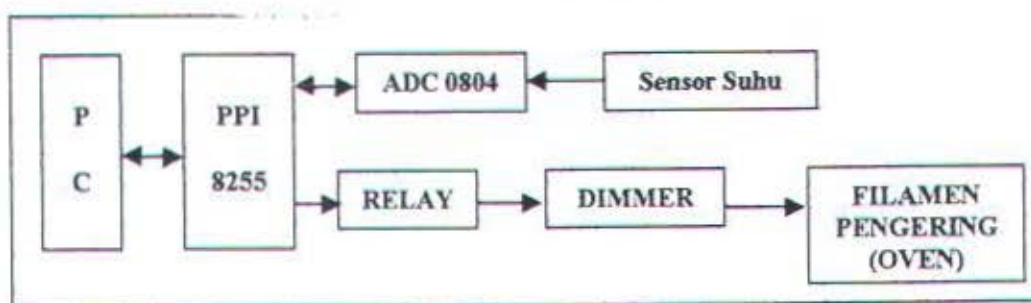 P
C
PPI
8255
ADC 0804
Sensor Suhu
RELAY
DIMMER
FILAMEN
PENGERING
(OVEN)